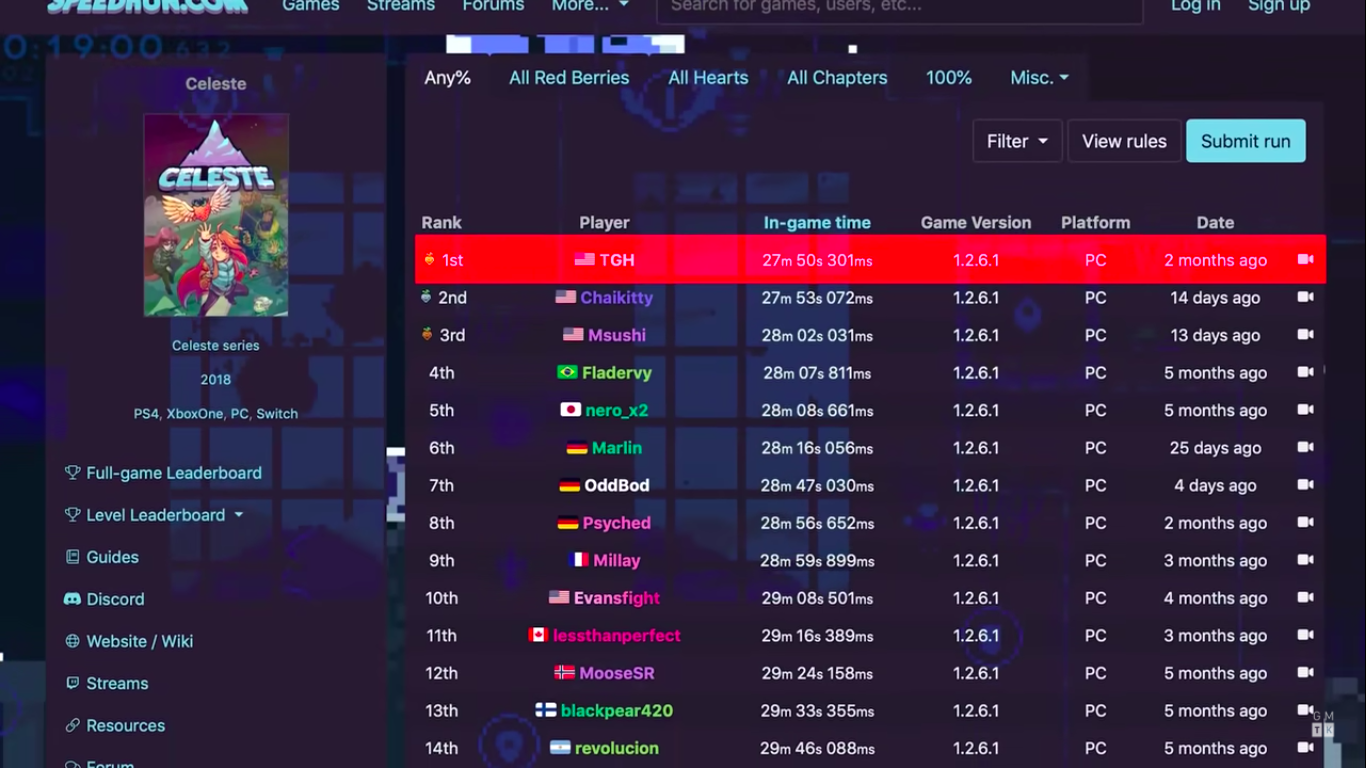 SPEEDRUN.COM Games Streams Forums More... Search for games, users, etc... Log in Sign up
0:19:00 632
Celeste
CELESTE
Celeste series
2018
PS4, XboxOne, PC, Switch
Full-game Leaderboard
Level Leaderboard
Guides
Discord
Website / Wiki
Streams
Resources
Forum
Any% All Red Berries All Hearts All Chapters 100% Misc.
Filter View rules Submit run
Rank Player In-game time Game Version Platform Date
1st TGH 27m 50s 301ms 1.2.6.1 PC 2 months ago
2nd Chaikitty 27m 53s 072ms 1.2.6.1 PC 14 days ago
3rd Msushi 28m 02s 031ms 1.2.6.1 PC 13 days ago
4th Fladervy 28m 07s 811ms 1.2.6.1 PC 5 months ago
5th nero_x2 28m 08s 661ms 1.2.6.1 PC 5 months ago
6th Marlin 28m 16s 056ms 1.2.6.1 PC 25 days ago
7th OddBod 28m 47s 030ms 1.2.6.1 PC 4 days ago
8th Psyched 28m 56s 652ms 1.2.6.1 PC 2 months ago
9th Millay 28m 59s 899ms 1.2.6.1 PC 3 months ago
10th Evansfight 29m 08s 501ms 1.2.6.1 PC 4 months ago
11th lessthanperfect 29m 16s 389ms 1.2.6.1 PC 3 months ago
12th MooseSR 29m 24s 158ms 1.2.6.1 PC 5 months ago
13th blackpear420 29m 33s 355ms 1.2.6.1 PC 5 months ago
14th revolucion 29m 46s 088ms 1.2.6.1 PC 5 months ago
GM
TK